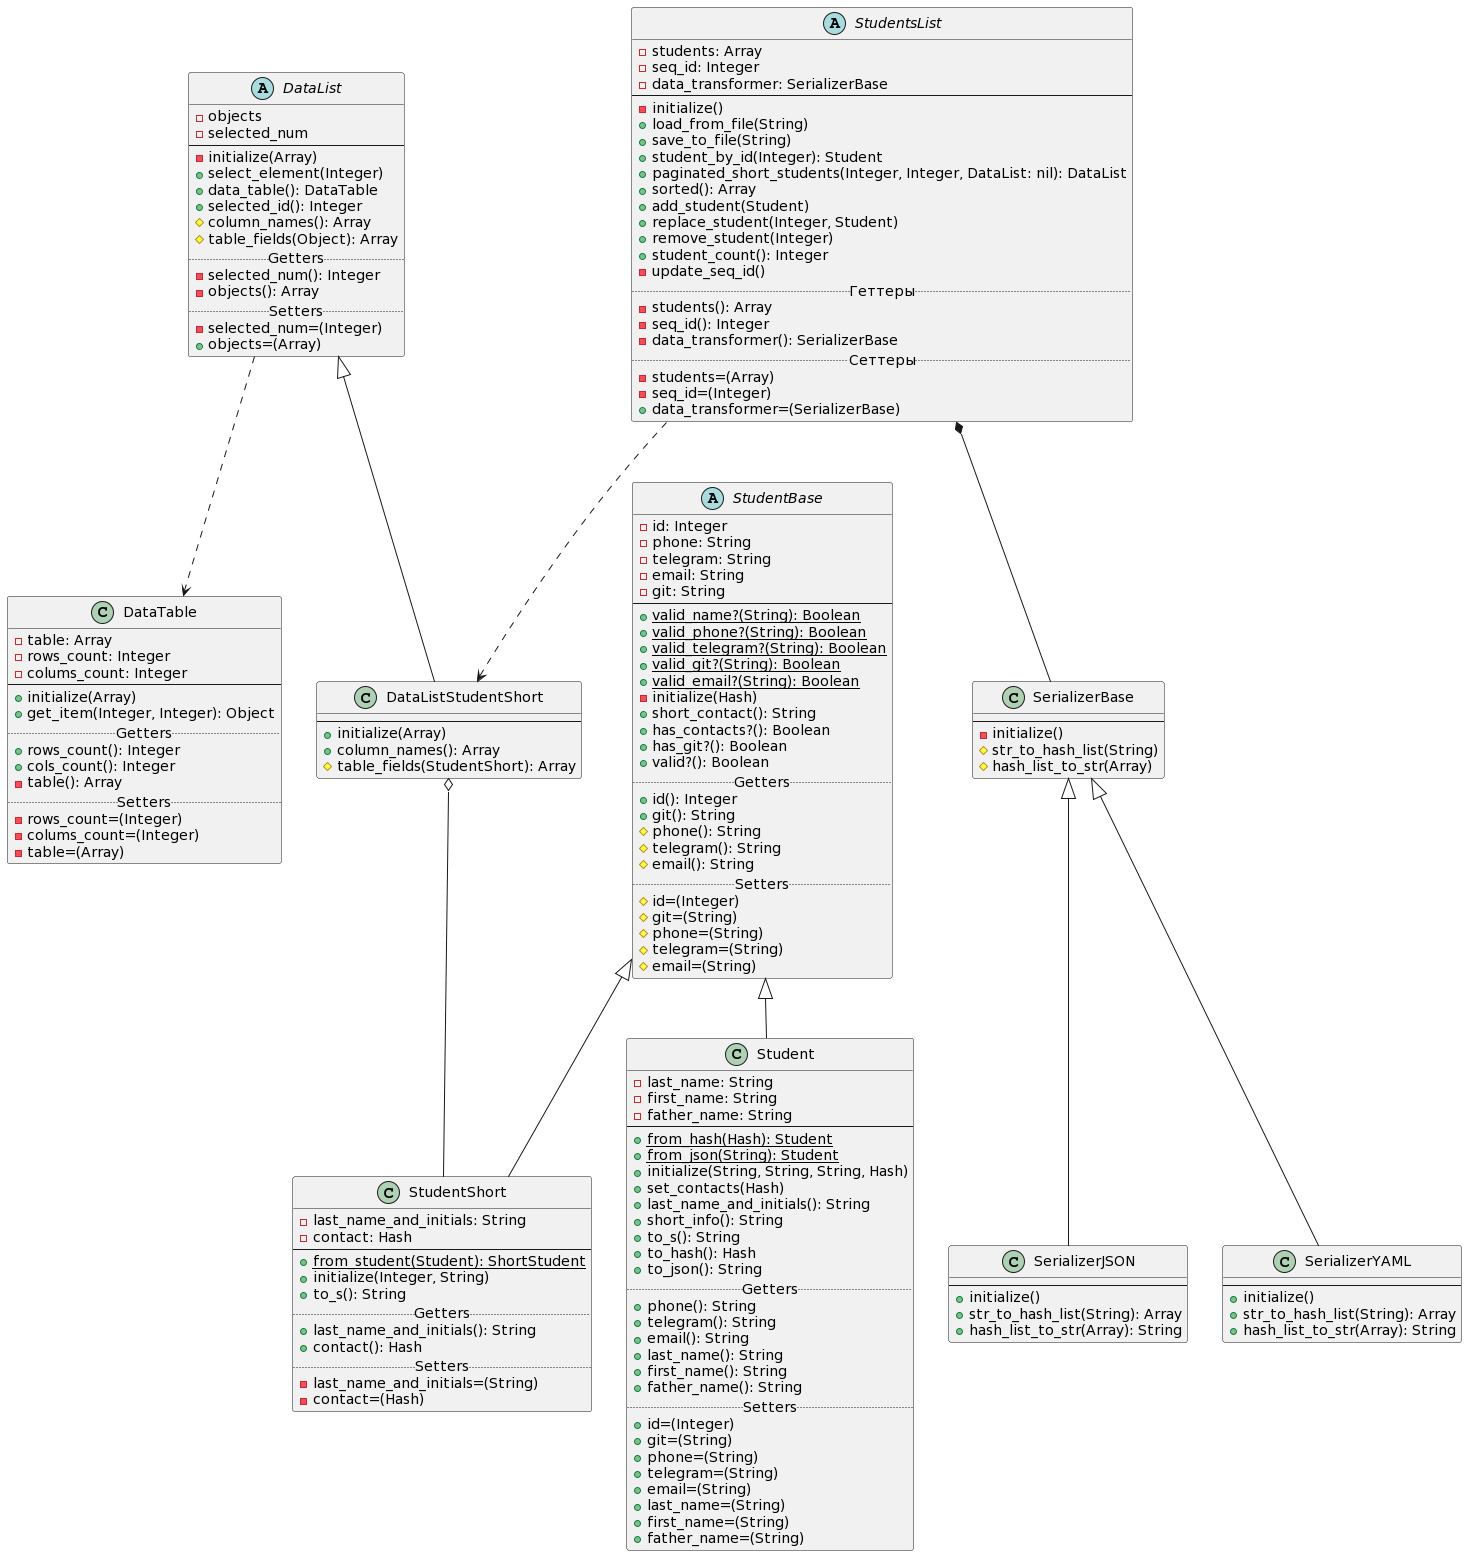 A StudentsList
students: Array
seq_id: Integer
data_transformer: SerializerBase
initialize()
load_from_file(String)
save_to_file(String)
student_by_id(Integer): Student
paginated_short_students(Integer, Integer, DataList: nil): DataList
sorted(): Array
add_student(Student)
replace_student(Integer, Student)
remove_student(Integer)
student_count(): Integer
update_seq_id()
Геттеры
students(): Array
seq_id(): Integer
data_transformer(): SerializerBase
Сеттеры
students=(Array)
seq_id=(Integer)
data_transformer=(SerializerBase)
A DataList
objects
selected_num
initialize(Array)
select_element(Integer)
data_table(): DataTable
selected_id(): Integer
column_names(): Array
table_fields(Object): Array
Getters
selected_num(): Integer
objects(): Array
Setters
selected_num=(Integer)
objects=(Array)
A StudentBase
id: Integer
phone: String
telegram: String
email: String
git: String
valid_name?(String): Boolean
valid_phone?(String): Boolean
valid_telegram?(String): Boolean
valid_git?(String): Boolean
valid_email?(String): Boolean
initialize(Hash)
short_contact(): String
has_contacts?(): Boolean
has_git?(): Boolean
valid?(): Boolean
Getters
id(): Integer
git(): String
phone(): String
telegram(): String
email(): String
Setters
id=(Integer)
git=(String)
phone=(String)
telegram=(String)
email=(String)
C DataTable
table: Array
rows_count: Integer
colums_count: Integer
initialize(Array)
get_item(Integer, Integer): Object
Getters
rows_count(): Integer
cols_count(): Integer
table(): Array
Setters
rows_count=(Integer)
colums_count=(Integer)
table=(Array)
C DataListStudentShort
initialize(Array)
column_names(): Array
table_fields(StudentShort): Array
C SerializerBase
initialize()
str_to_hash_list(String)
hash_list_to_str(Array)
C Student
last_name: String
first_name: String
father_name: String
from_hash(Hash): Student
from_json(String): Student
initialize(String, String, String, Hash)
set_contacts(Hash)
last_name_and_initials(): String
short_info(): String
to_s(): String
to_hash(): Hash
to_json(): String
Getters
phone(): String
telegram(): String
email(): String
last_name(): String
first_name(): String
father_name(): String
Setters
id=(Integer)
git=(String)
phone=(String)
telegram=(String)
email=(String)
last_name=(String)
first_name=(String)
father_name=(String)
C StudentShort
last_name_and_initials: String
contact: Hash
from_student(Student): ShortStudent
initialize(Integer, String)
to_s(): String
Getters
last_name_and_initials(): String
contact(): Hash
Setters
last_name_and_initials=(String)
contact=(Hash)
C SerializerJSON
initialize()
str_to_hash_list(String): Array
hash_list_to_str(Array): String
C SerializerYAML
initialize()
str_to_hash_list(String): Array
hash_list_to_str(Array): String